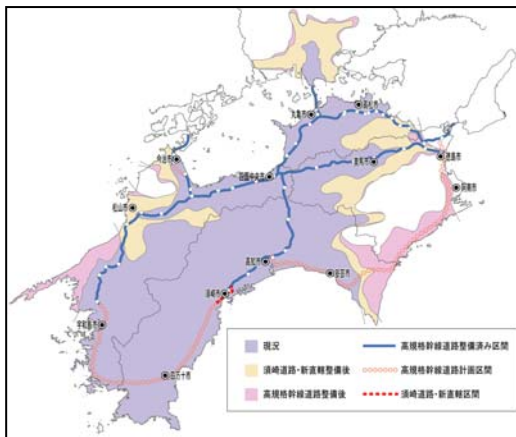 丸亀市
高松市
今治市
四国中央市
美馬市
徳島市
阿南市
松山市
高知市
安芸市
須崎市
宇和島市
四万十市
現況
高規格幹線道路整備済み区間
須崎道路・新直轄整備後
高規格幹線道路計画区間
高規格幹線道路整備後
須崎道路・新直轄区間